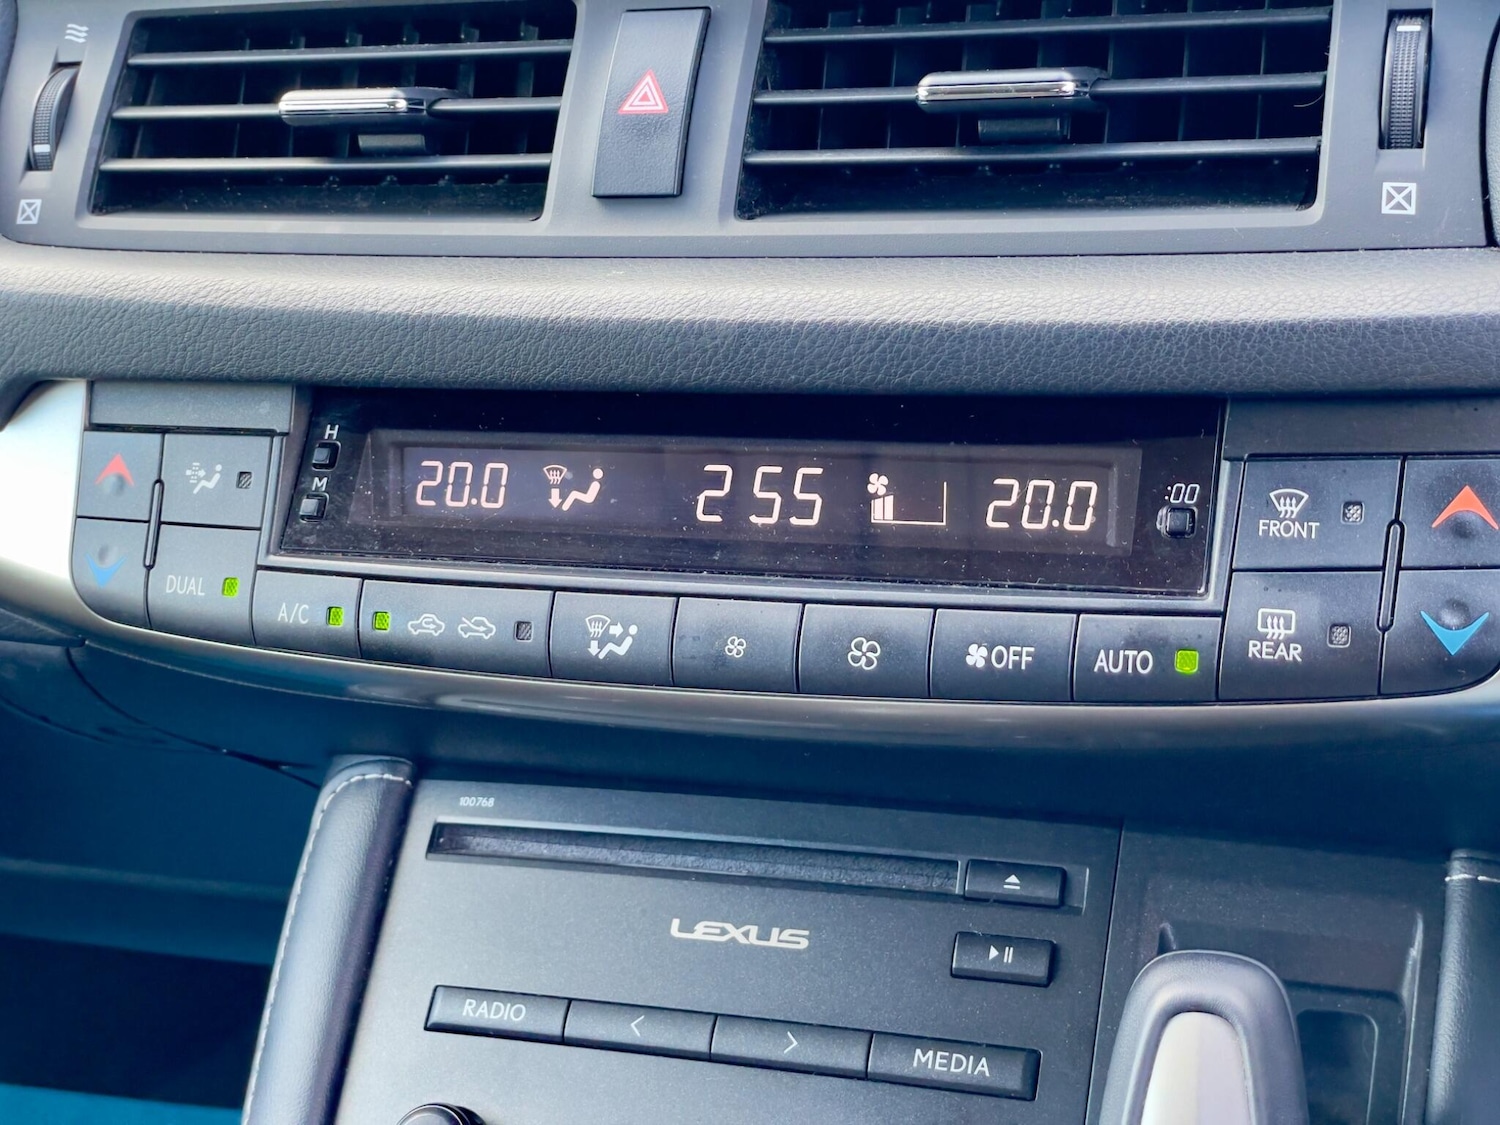 H
M
20.0 2 55 20.0
:00
FRONT
DUAL
A/C
OFF
AUTO
REAR
100768
LEXUS
RADIO
MEDIA